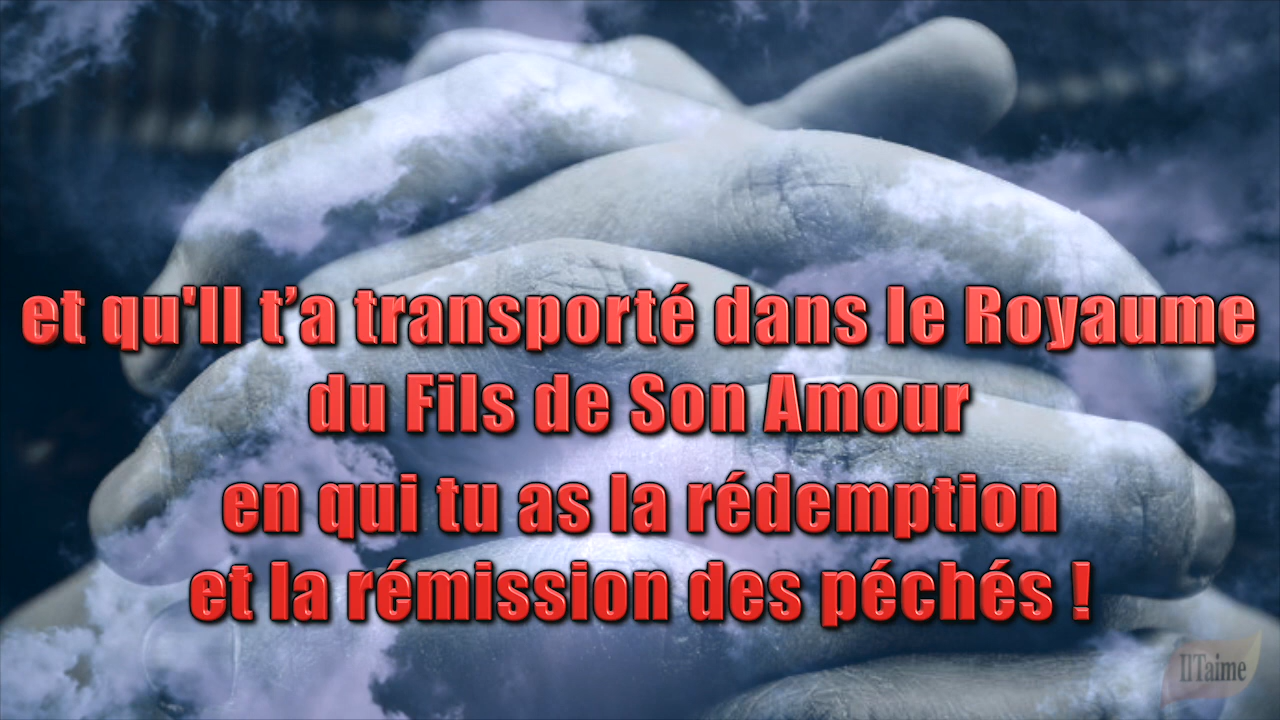 et qu'Il t’a transporté dans le Royaume
du Fils de Son Amour
en qui tu as la rédemption
et la rémission des péchés !
IlTaime